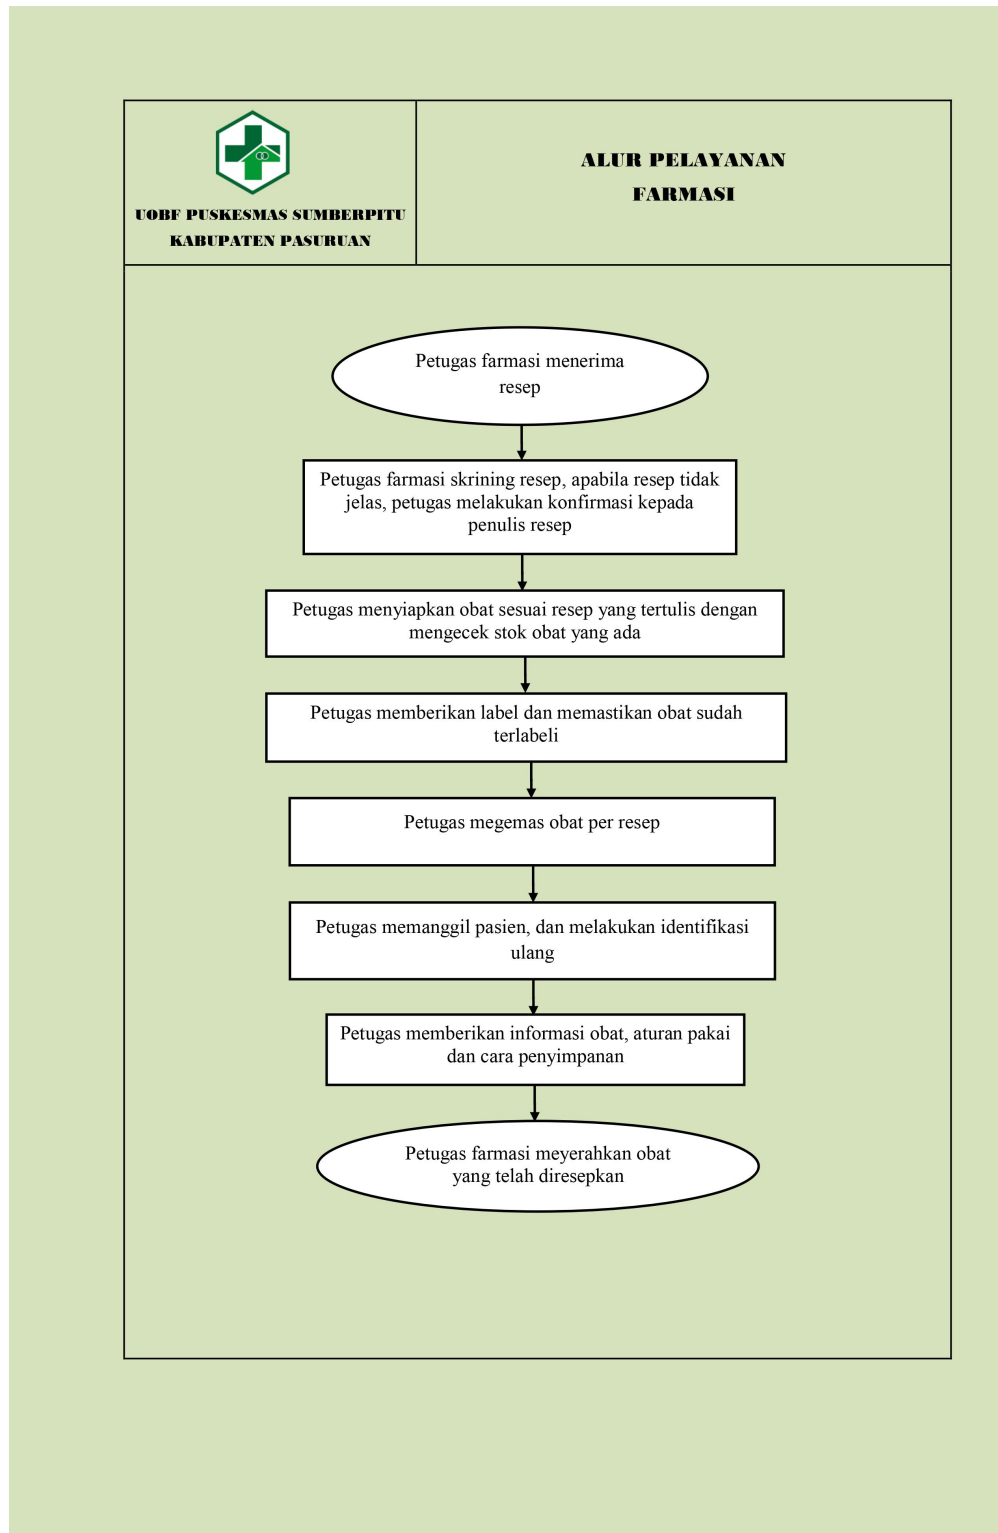 UOBF PUSKESMAS SUMBERPITU
KABUPATEN PASURUAN
ALUR PELAYANAN
FARMASI
Petugas farmasi menerima
resep
Petugas farmasi skrining resep, apabila resep tidak
jelas, petugas melakukan konfirmasi kepada
penulis resep
Petugas menyiapkan obat sesuai resep yang tertulis dengan
mengecek stok obat yang ada
Petugas memberikan label dan memastikan obat sudah
terlabeli
Petugas megemas obat per resep
Petugas memanggil pasien, dan melakukan identifikasi
ulang
Petugas memberikan informasi obat, aturan pakai
dan cara penyimpanan
Petugas farmasi meyerahkan obat
yang telah diresepkan